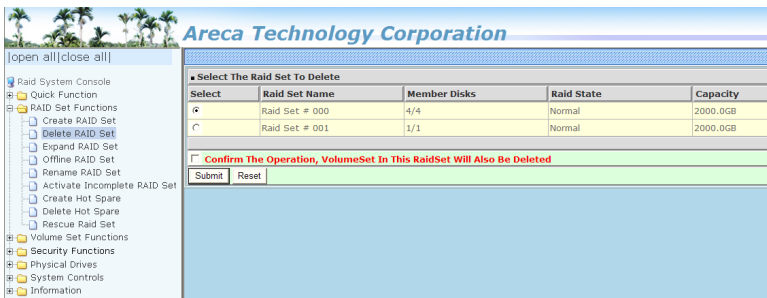 Areca Technology Corporation
|open all|close all|
Raid System Console
Quick Function
RAID Set Functions
Create RAID Set
Delete RAID Set
Expand RAID Set
Offline RAID Set
Rename RAID Set
Activate Incomplete RAID Set
Create Hot Spare
Delete Hot Spare
Rescue Raid Set
Volume Set Functions
Security Functions
Physical Drives
System Controls
Information
Select The Raid Set To Delete
Select Raid Set Name Member Disks Raid State Capacity
Raid Set # 000 4/4 Normal 2000.0GB
Raid Set # 001 1/1 Normal 2000.0GB
Confirm The Operation, VolumeSet In This RaidSet Will Also Be Deleted
Submit Reset